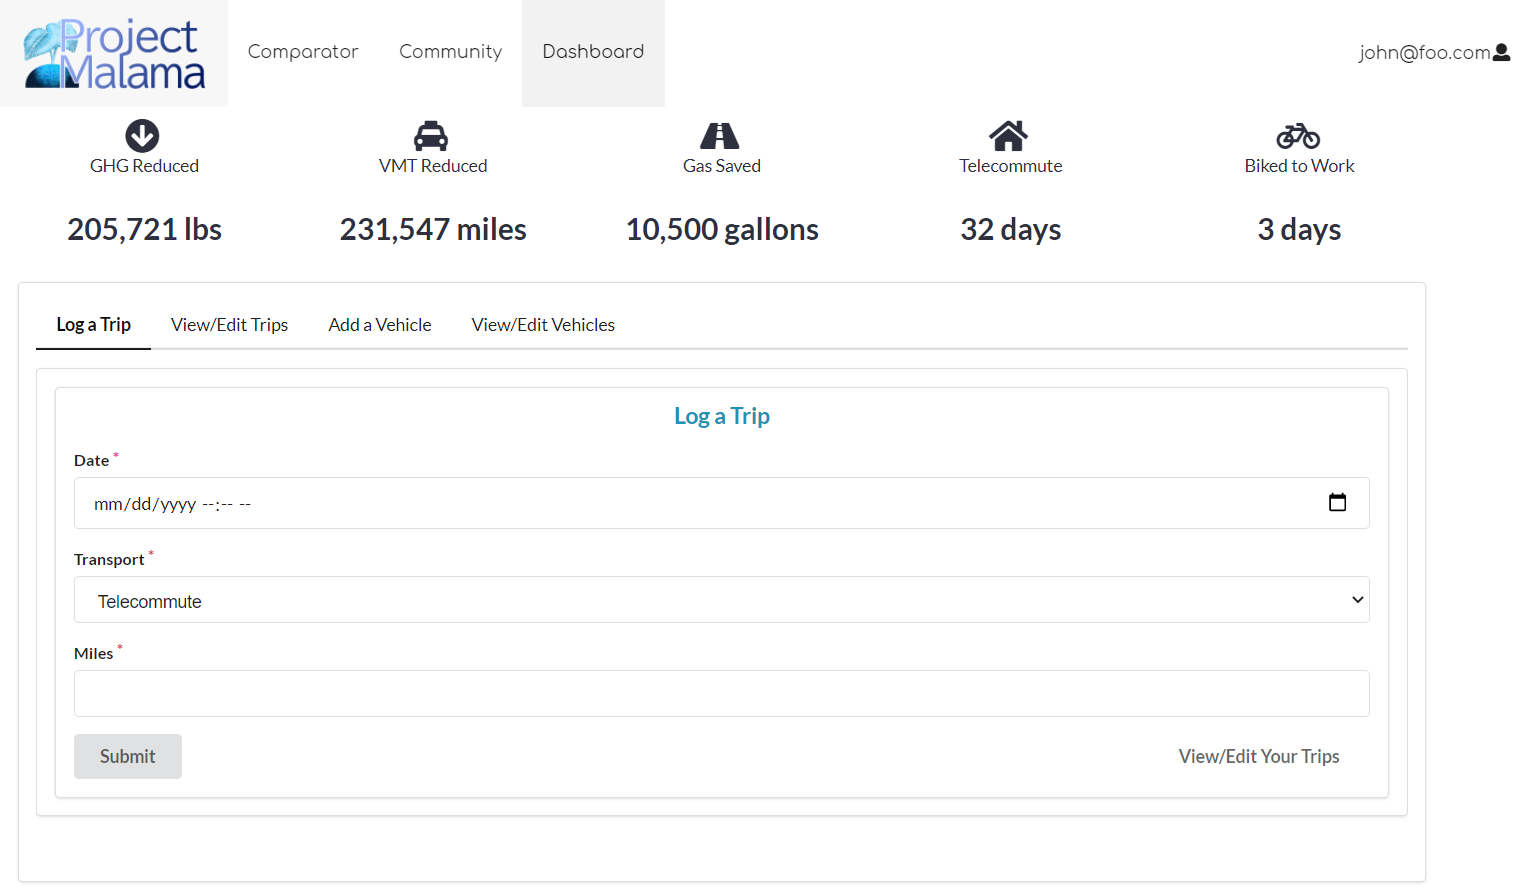 Project
Malama
Comparator
Community
Dashboard
john@foo.com
GHG Reduced
VMT Reduced
Gas Saved
Telecommute
Biked to Work
205,721 lbs
231,547 miles
10,500 gallons
32 days
3 days
Log a Trip
View/Edit Trips
Add a Vehicle
View/Edit Vehicles
Log a Trip
Date *
mm/dd/yyyy --:-- --
Transport *
Telecommute
Miles *
Submit
View/Edit Your Trips